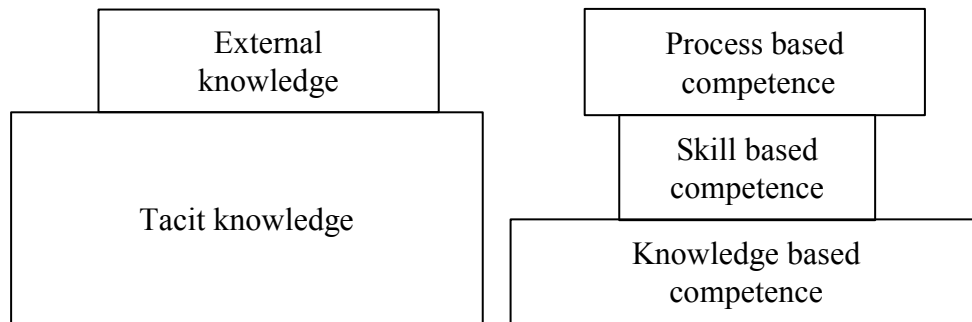 External
knowledge
Tacit knowledge
Process based
competence
Skill based
competence
Knowledge based
competence